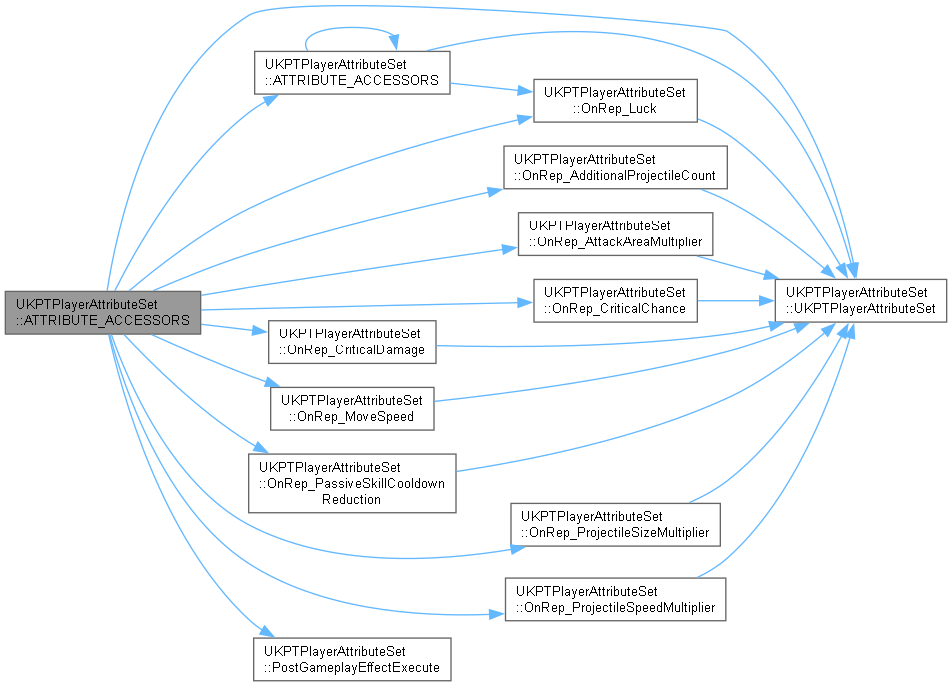 UKPTPlayerAttributeSet
::ATTRIBUTE_ACCESSORS
UKPTPlayerAttributeSet
::ATTRIBUTE_ACCESSORS
UKPTPlayerAttributeSet
::OnRep_Luck
UKPTPlayerAttributeSet
::OnRep_AdditionalProjectileCount
UKPTPlayerAttributeSet
::OnRep_AttackAreaMultiplier
UKPTPlayerAttributeSet
::OnRep_CriticalChance
UKPTPlayerAttributeSet
::UKPTPlayerAttributeSet
UKPTPlayerAttributeSet
::OnRep_CriticalDamage
UKPTPlayerAttributeSet
::OnRep_MoveSpeed
UKPTPlayerAttributeSet
::OnRep_PassiveSkillCooldown
Reduction
UKPTPlayerAttributeSet
::OnRep_ProjectileSizeMultiplier
UKPTPlayerAttributeSet
::OnRep_ProjectileSpeedMultiplier
UKPTPlayerAttributeSet
::PostGameplayEffectExecute